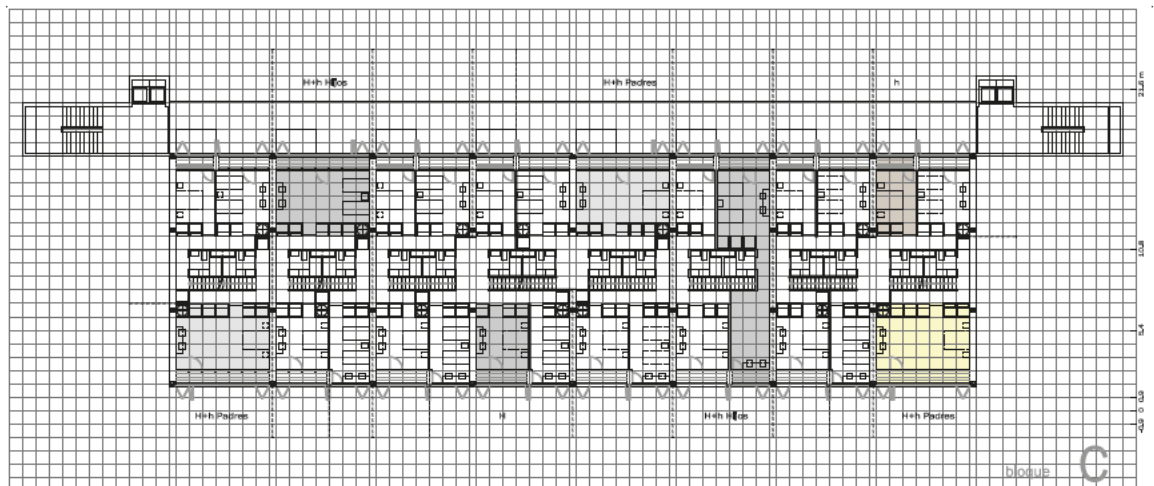 H+h Padres
h
21,6 m
10,8
5,4
0,9
0
-0,9
H+h Padres
H
H+h Padres
bloque C